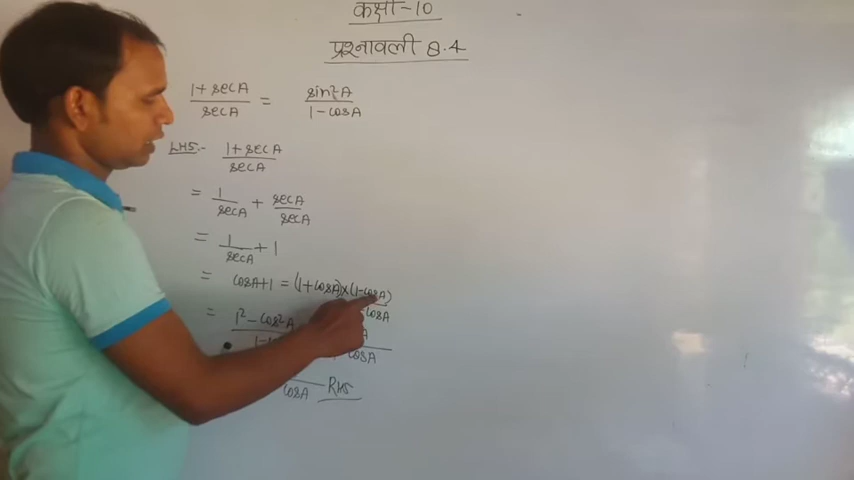 कक्षा-10
प्रश्नावली 8.4
1+secA / secA = sin²A / 1-cosA
LHS:- 1+secA / secA
= 1/secA + secA/secA
= 1/secA + 1
= cosA+1 = (1+cosA)×(1-cosA)
= 1²-cos²A
cosA
cosA RHS